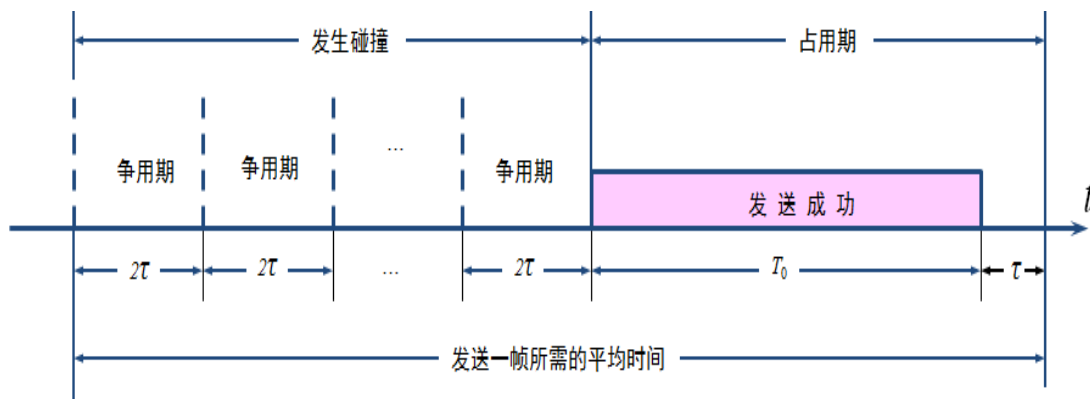 发生碰撞 占用期
...
争用期 争用期 争用期
发 送 成 功
t
2τ 2τ ... 2τ T₀ τ
发送一帧所需的平均时间